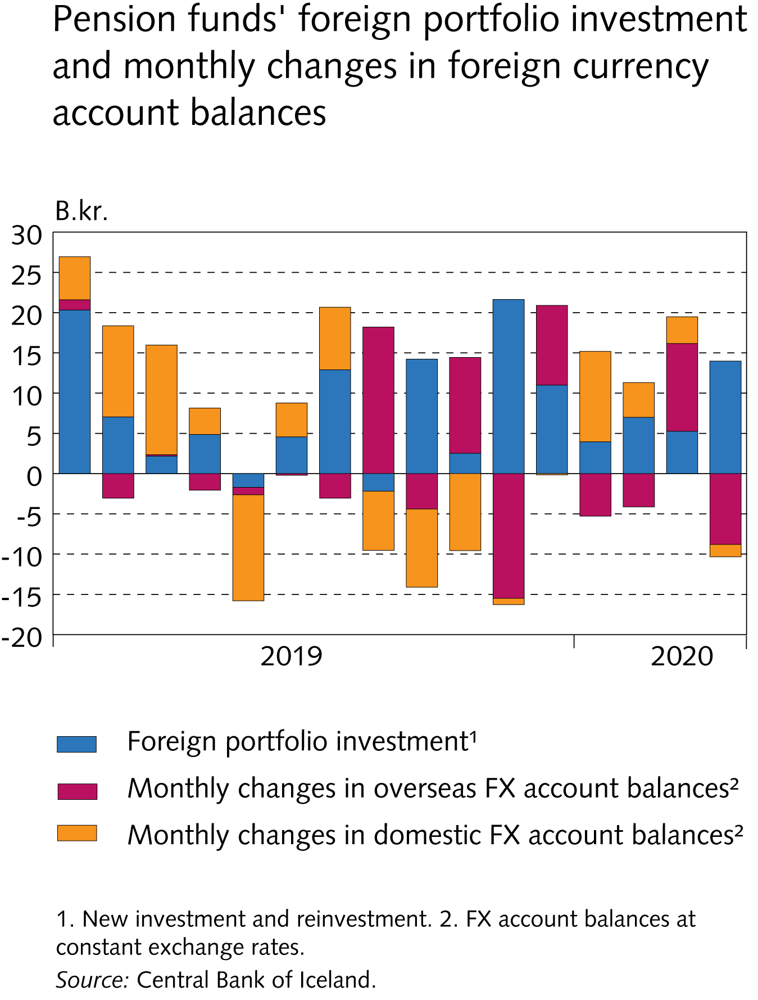 Pension funds' foreign portfolio investment
and monthly changes in foreign currency
account balances
B.kr.
30
25
20
15
10
5
0
-5
-10
-15
-20
2019 2020
Foreign portfolio investment¹
Monthly changes in overseas FX account balances²
Monthly changes in domestic FX account balances²
1. New investment and reinvestment. 2. FX account balances at
constant exchange rates.
Source: Central Bank of Iceland.